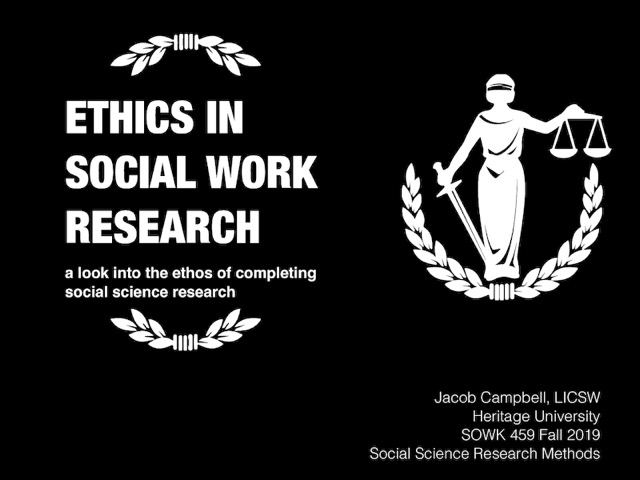 ETHICS IN
SOCIAL WORK
RESEARCH
a look into the ethos of completing
social science research
Jacob Campbell, LICSW
Heritage University
SOWK 459 Fall 2019
Social Science Research Methods